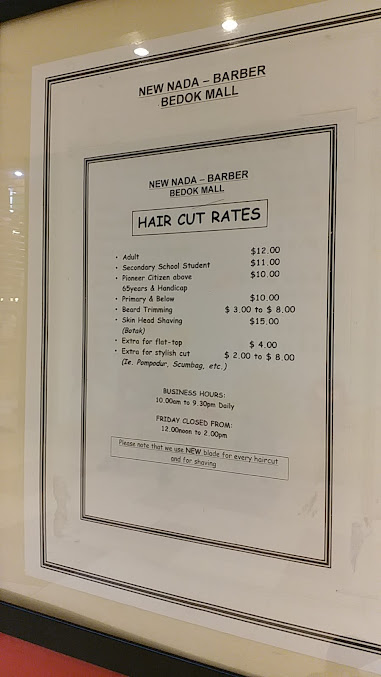 NEW NADA – BARBER
BEDOK MALL
NEW NADA – BARBER
BEDOK MALL
HAIR CUT RATES
• Adult $12.00
• Secondary School Student $11.00
• Pioneer Citizen above $10.00
65years & Handicap
• Primary & Below $10.00
• Beard Trimming $ 3.00 to $ 8.00
• Skin Head Shaving $15.00
(Botak)
• Extra for flat-top $ 4.00
• Extra for stylish cut $ 2.00 to $ 8.00
(Ie. Pompadur, Scumbag, etc.)
BUSINESS HOURS:
10.00am to 9.30pm Daily
FRIDAY CLOSED FROM:
12.00noon to 2.00pm
Please note that we use NEW blade for every haircut
and for shaving